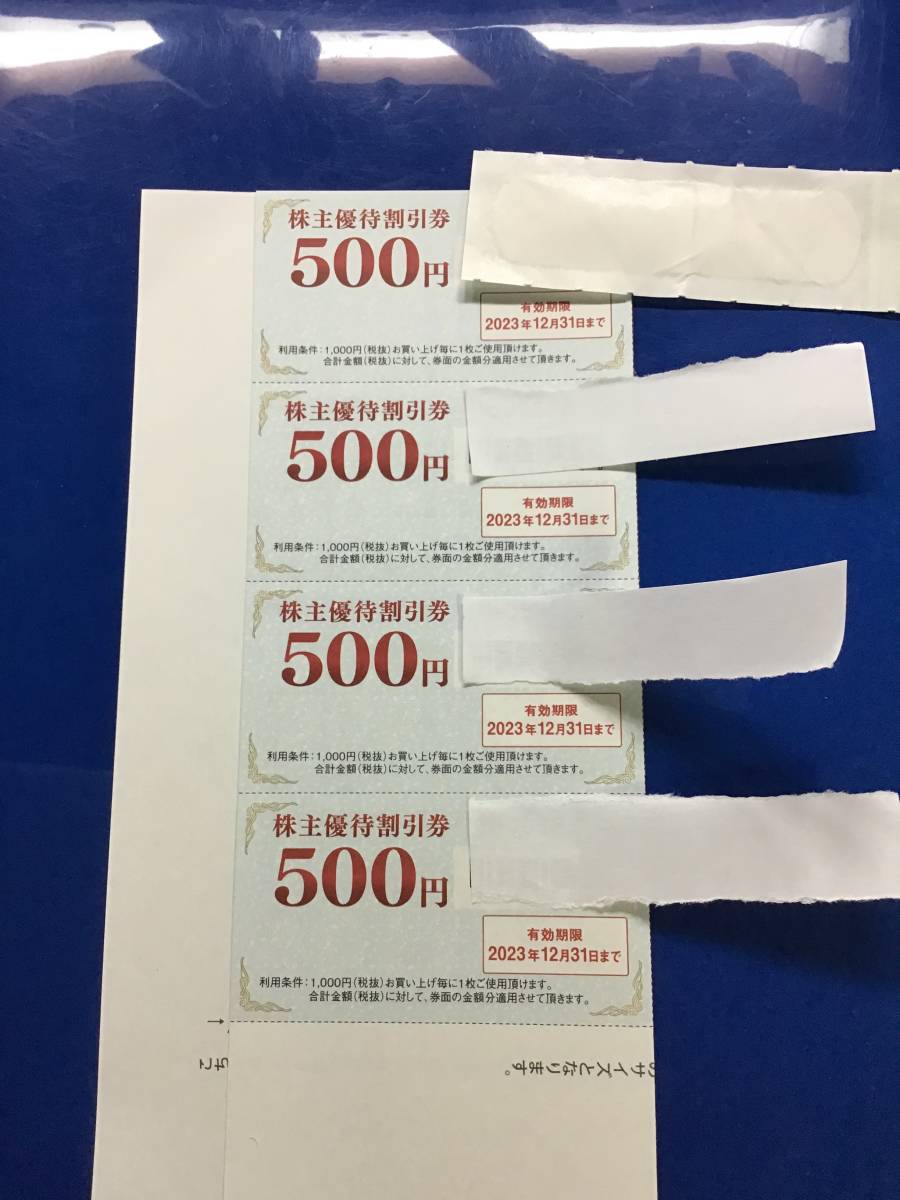 株主優待割引券
500円
有効期限
2023年12月31日まで
利用条件：1,000円（税抜）お買い上げ毎に1枚ご使用頂けます。
合計金額（税抜）に対して、券面の金額分適用させて頂きます。
株主優待割引券
500円
有効期限
2023年12月31日まで
利用条件：1,000円（税抜）お買い上げ毎に1枚ご使用頂けます。
合計金額（税抜）に対して、券面の金額分適用させて頂きます。
株主優待割引券
500円
有効期限
2023年12月31日まで
利用条件：1,000円（税抜）お買い上げ毎に1枚ご使用頂けます。
合計金額（税抜）に対して、券面の金額分適用させて頂きます。
株主優待割引券
500円
有効期限
2023年12月31日まで
利用条件：1,000円（税抜）お買い上げ毎に1枚ご使用頂けます。
合計金額（税抜）に対して、券面の金額分適用させて頂きます。
のサイズとなります。